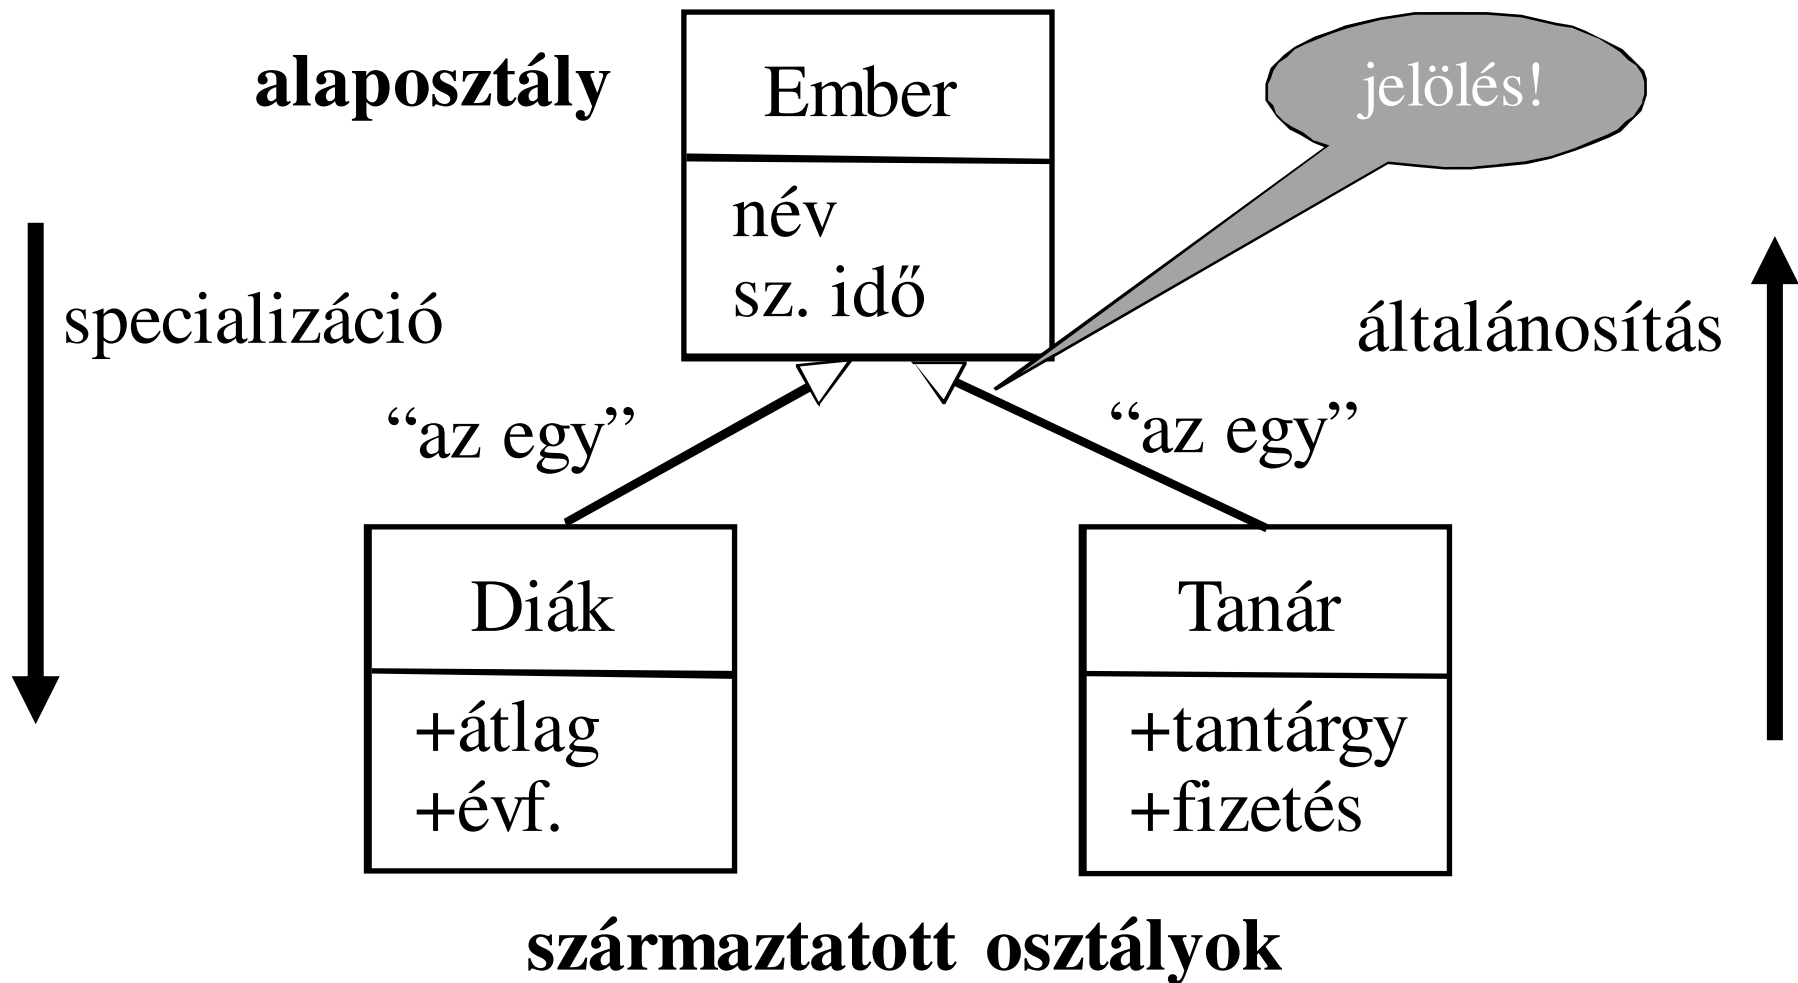 alaposztály
Ember
jelölés!
név
sz. idő
specializáció
általánosítás
“az egy”
“az egy”
Diák
Tanár
+átlag
+évf.
+tantárgy
+fizetés
származtatott osztályok